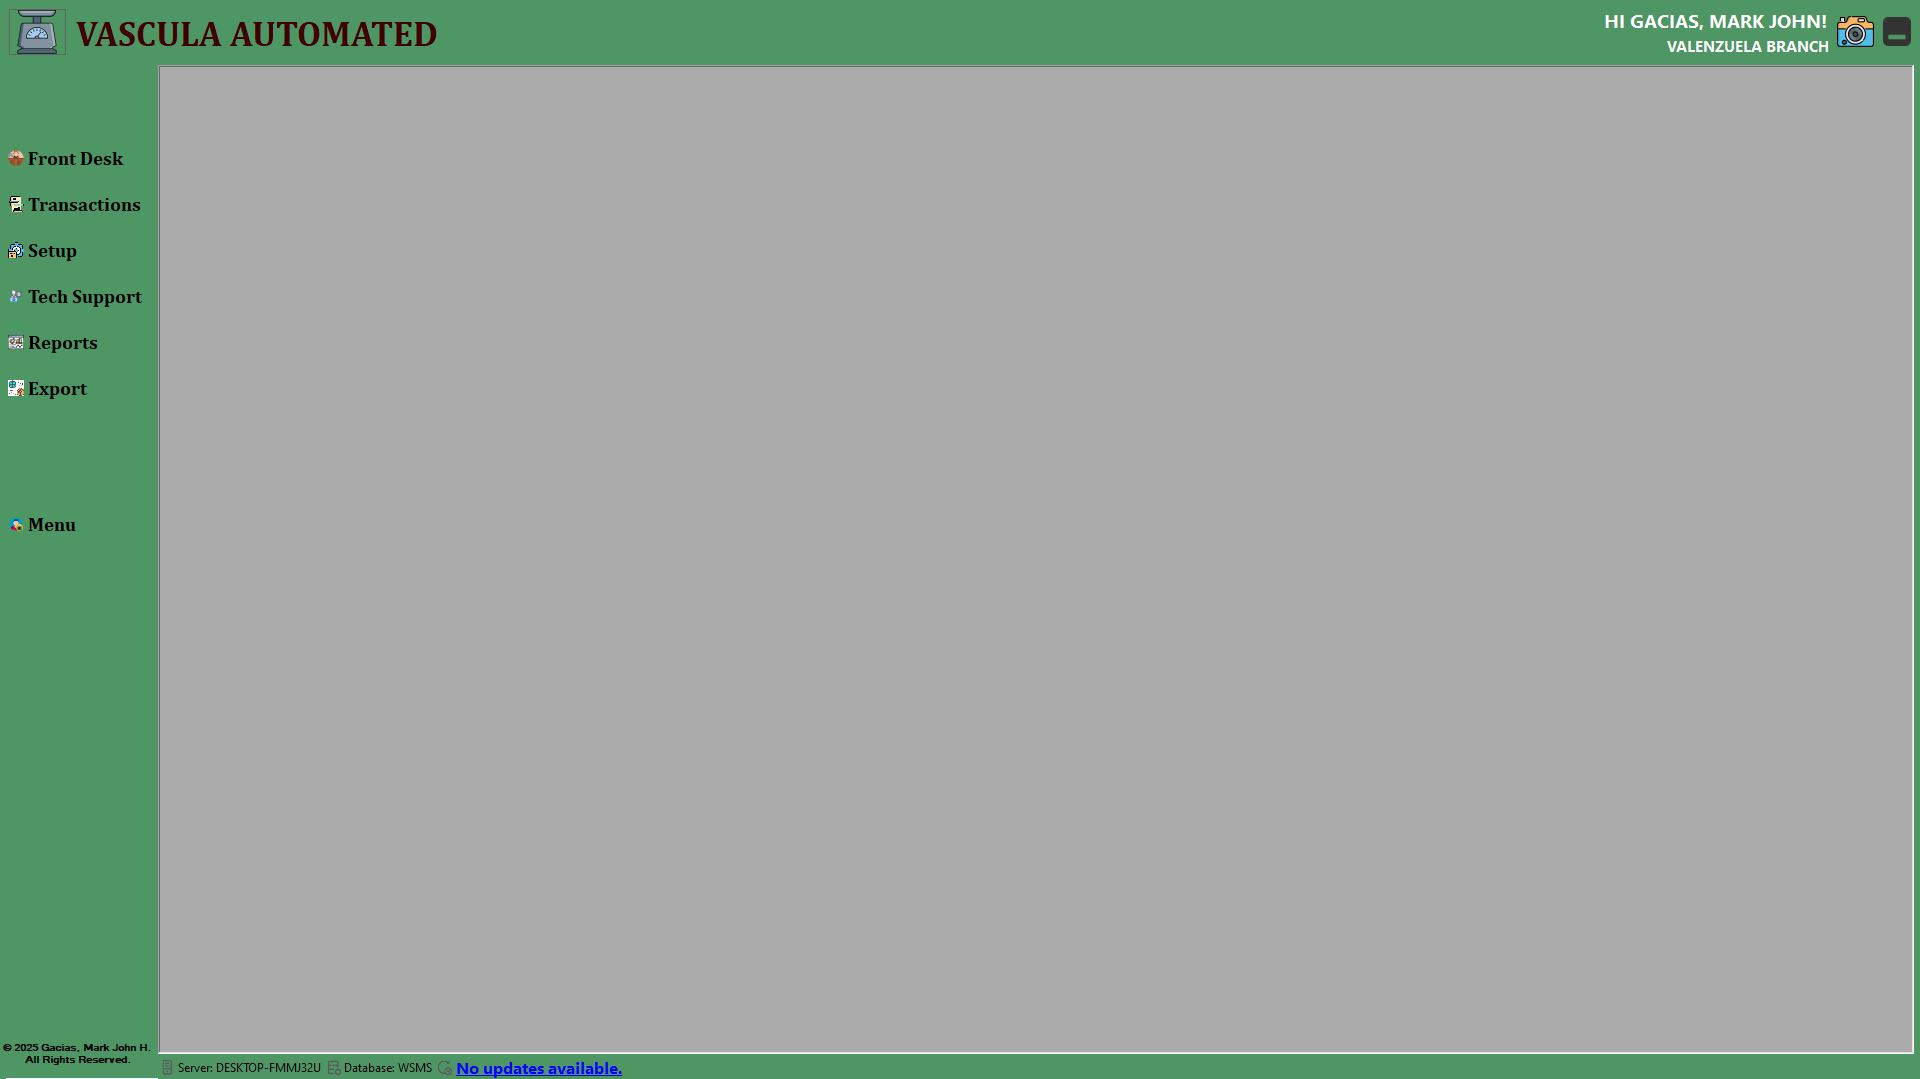 VASCULA AUTOMATED
HI GACIAS, MARK JOHN!
VALENZUELA BRANCH
Front Desk
Transactions
Setup
Tech Support
Reports
Export
Menu
© 2025 Gacias, Mark John H.
All Rights Reserved.
Server: DESKTOP-FMMJ32U Database: WSMS No updates available.